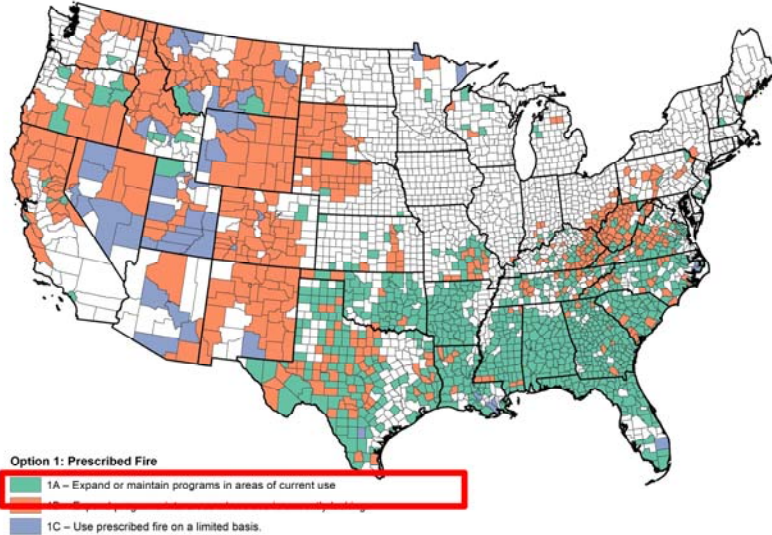 Option 1: Prescribed Fire
1A – Expand or maintain programs in areas of current use
1C – Use prescribed fire on a limited basis.